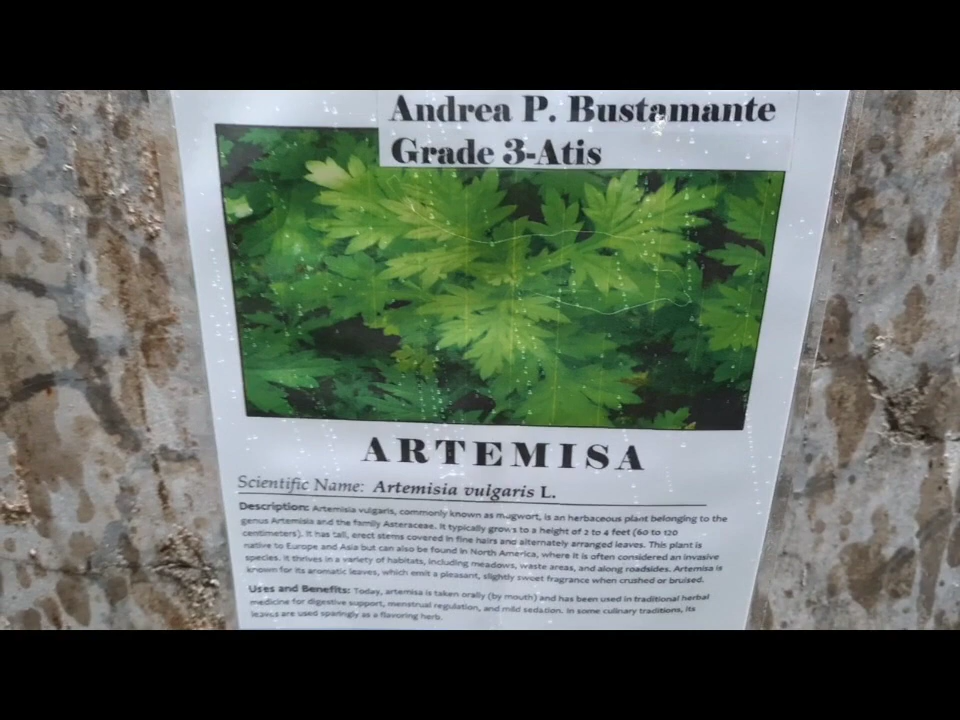 Andrea P. Bustamante
Grade 3-Atis
ARTEMISA
Scientific Name: Artemisia vulgaris L.
Description: Artemisia vulgaris, commonly known as mugwort, is an herbaceous plant belonging to the
genus Artemisia and the family Asteraceae. It typically grows to a height of 2 to 4 feet (60 to 120
centimeters). It has tall, erect stems covered in fine hairs and alternately arranged leaves. This plant is
native to Europe and Asia but can also be found in North America, where it is often considered an invasive
species. It thrives in a variety of habitats, including meadows, waste areas, and along roadsides. Artemisa is
known for its aromatic leaves, which emit a pleasant, slightly sweet fragrance when crushed or bruised.
Uses and Benefits: Today, artemisa is taken orally (by mouth) and has been used in traditional herbal
medicine for digestive support, menstrual regulation, and mild sedation. In some culinary traditions, its
leaves are used sparingly as a flavoring herb.